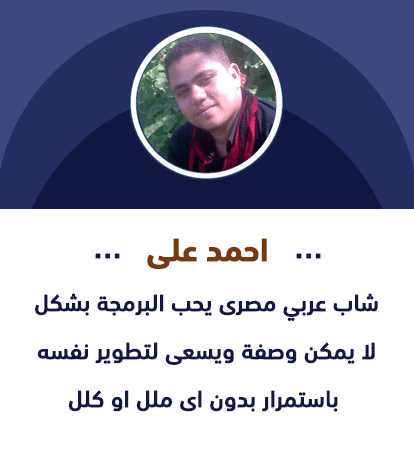 ... احمد على ...
شاب عربي مصرى يحب البرمجة بشكل
لا يمكن وصفة ويسعى لتطوير نفسه
باستمرار بدون اى ملل او كلل